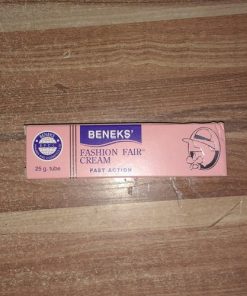 BENEKS'
FASHION FAIR®
CREAM
FAST ACTION
25 g. tube